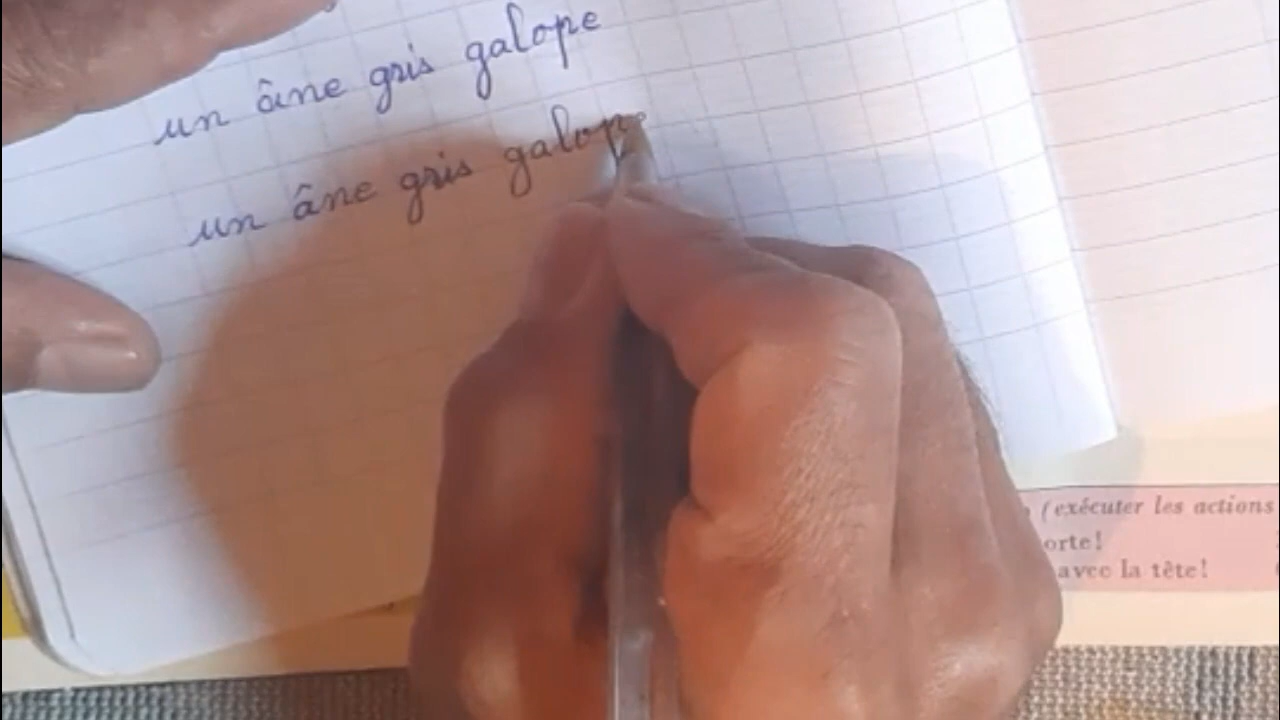 un âne gris galope
un âne gris galop
(exécuter les actions
orte!
avec la tête!